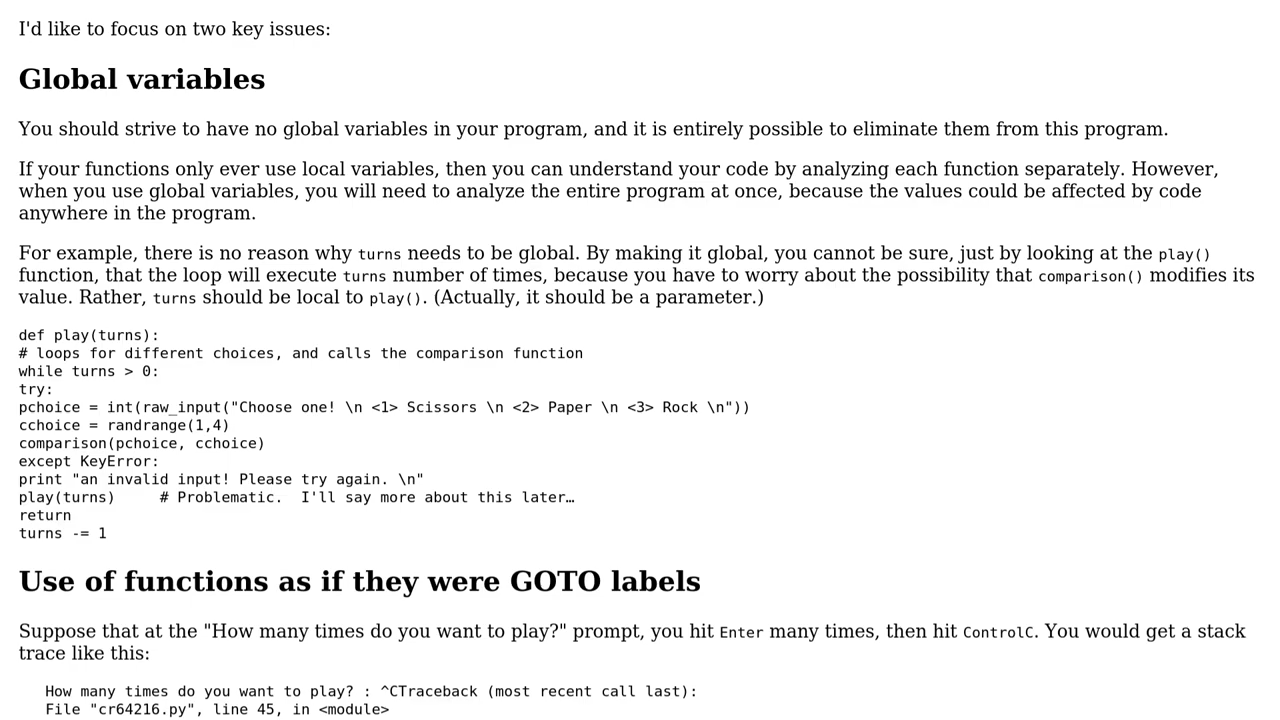 I'd like to focus on two key issues:
Global variables
You should strive to have no global variables in your program, and it is entirely possible to eliminate them from this program.
If your functions only ever use local variables, then you can understand your code by analyzing each function separately. However,
when you use global variables, you will need to analyze the entire program at once, because the values could be affected by code
anywhere in the program.
For example, there is no reason why turns needs to be global. By making it global, you cannot be sure, just by looking at the play()
function, that the loop will execute turns number of times, because you have to worry about the possibility that comparison() modifies its
value. Rather, turns should be local to play(). (Actually, it should be a parameter.)
def play(turns):
# loops for different choices, and calls the comparison function
while turns > 0:
try:
pchoice = int(raw_input("Choose one! \n <1> Scissors \n <2> Paper \n <3> Rock \n"))
cchoice = randrange(1,4)
comparison(pchoice, cchoice)
except KeyError:
print "an invalid input! Please try again. \n"
play(turns)     # Problematic.  I'll say more about this later…
return
turns -= 1
Use of functions as if they were GOTO labels
Suppose that at the "How many times do you want to play?" prompt, you hit Enter many times, then hit ControlC. You would get a stack
trace like this:
How many times do you want to play? : ^CTraceback (most recent call last):
File "cr64216.py", line 45, in <module>